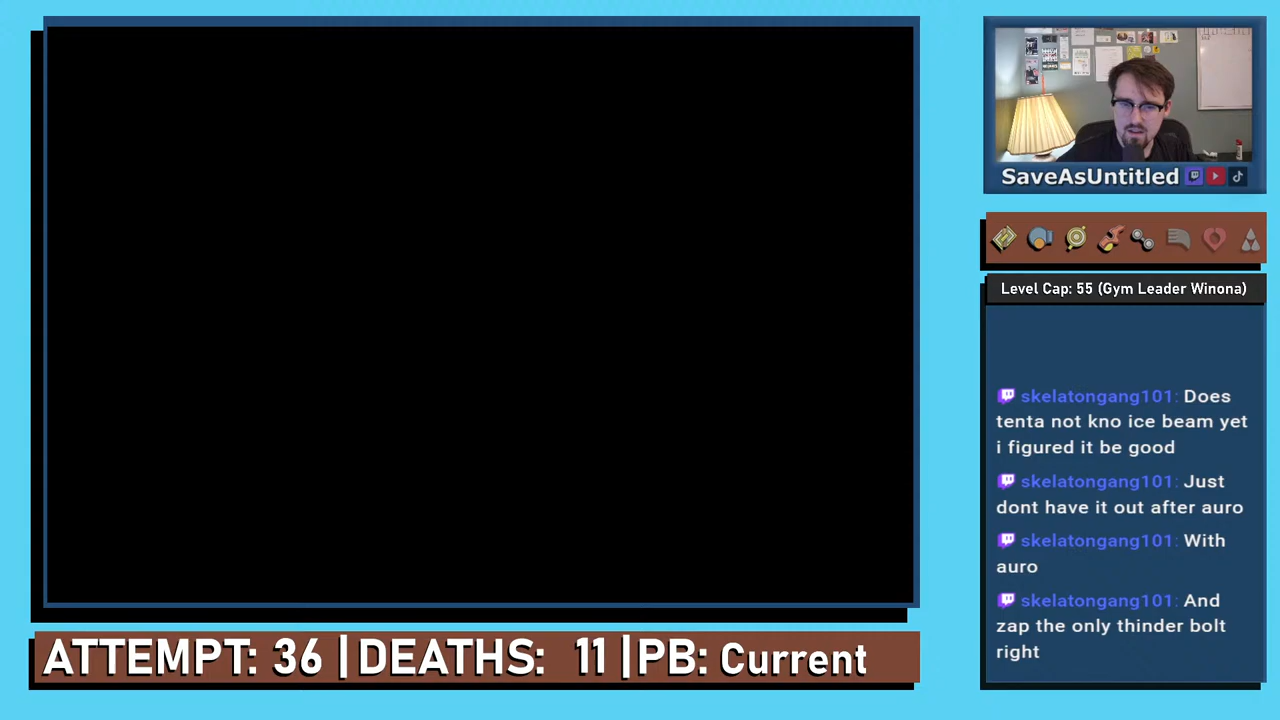 SaveAsUntitled
Level Cap: 55 (Gym Leader Winona)
skelatongang101: Does
tenta not kno ice beam yet
i figured it be good
skelatongang101: Just
dont have it out after auro
skelatongang101: With
auro
skelatongang101: And
zap the only thinder bolt
right
ATTEMPT: 36 | DEATHS: 11 | PB: Current